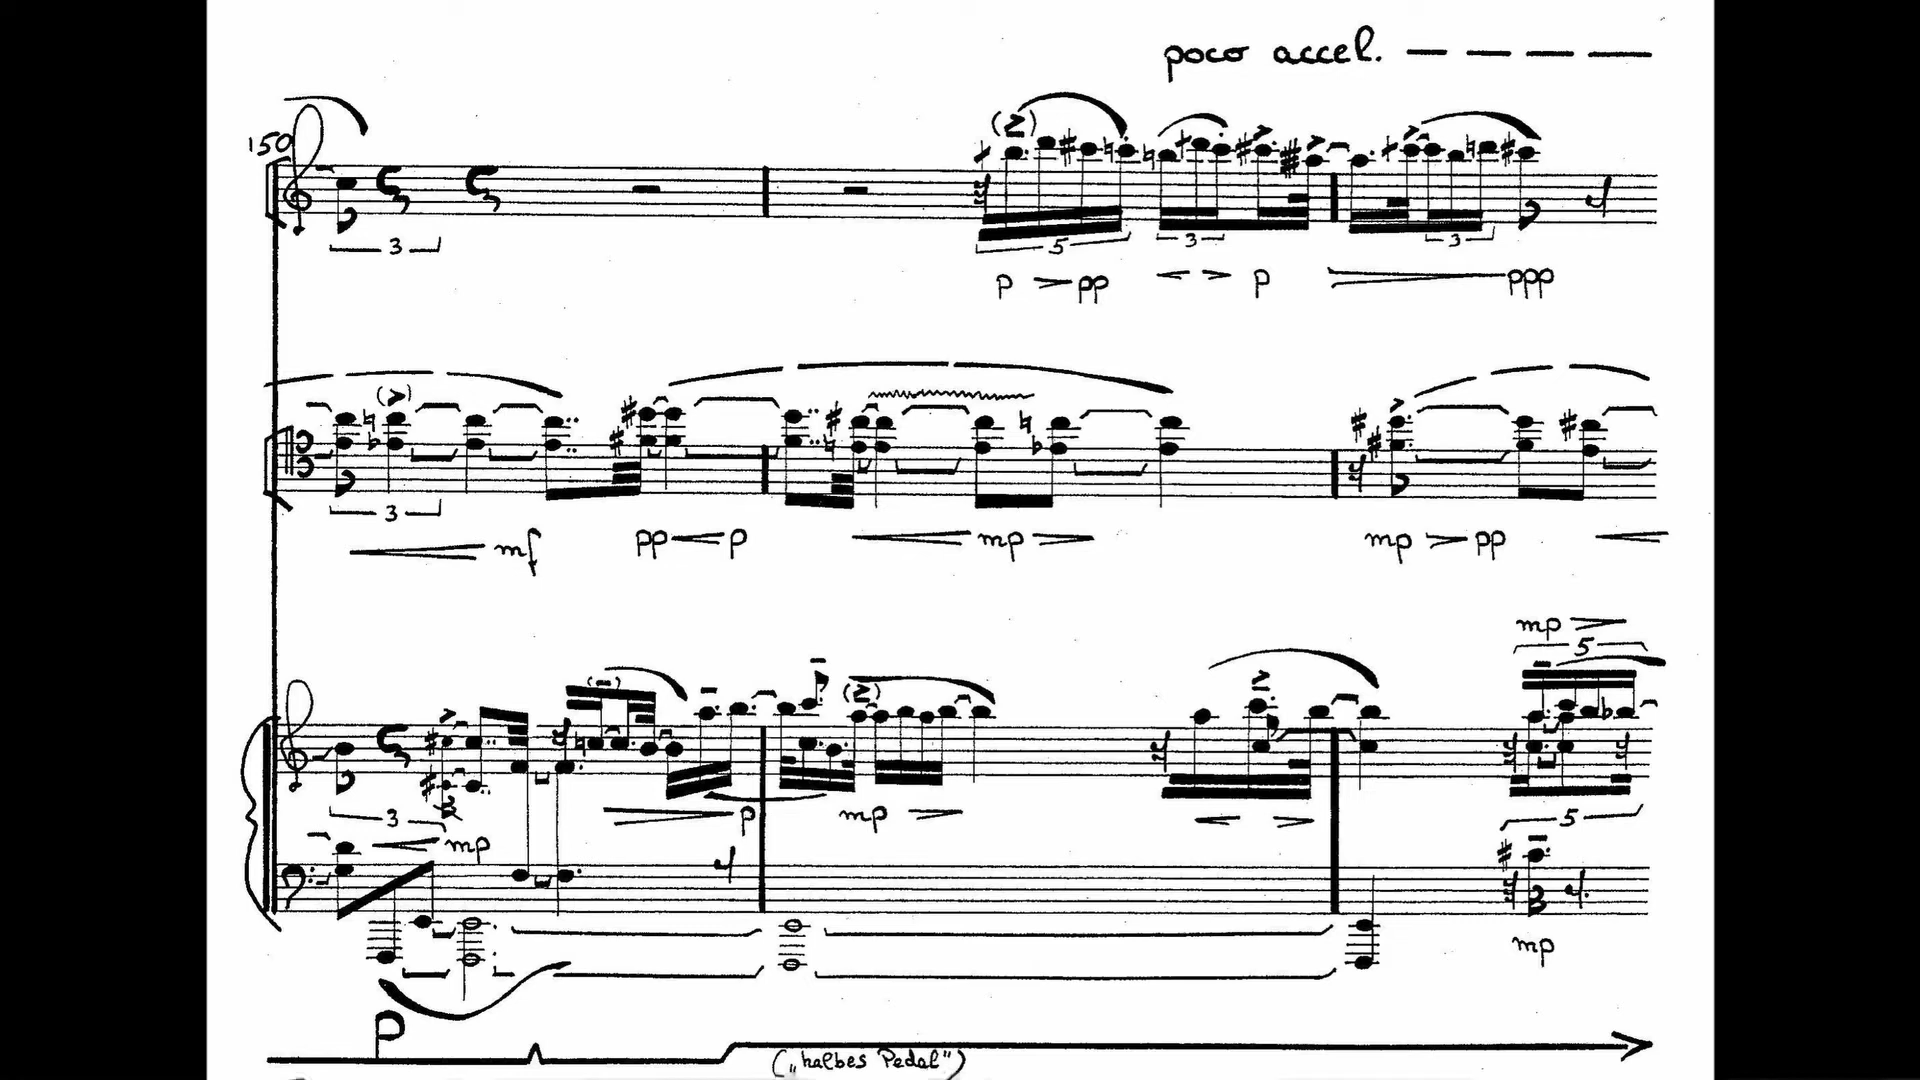 poco accel.
150
3 5 3 3
p pp p ppp
3
mf pp p mp mp pp
mp
5
3 p mp 5
mp
mp
P
("halbes Pedal")